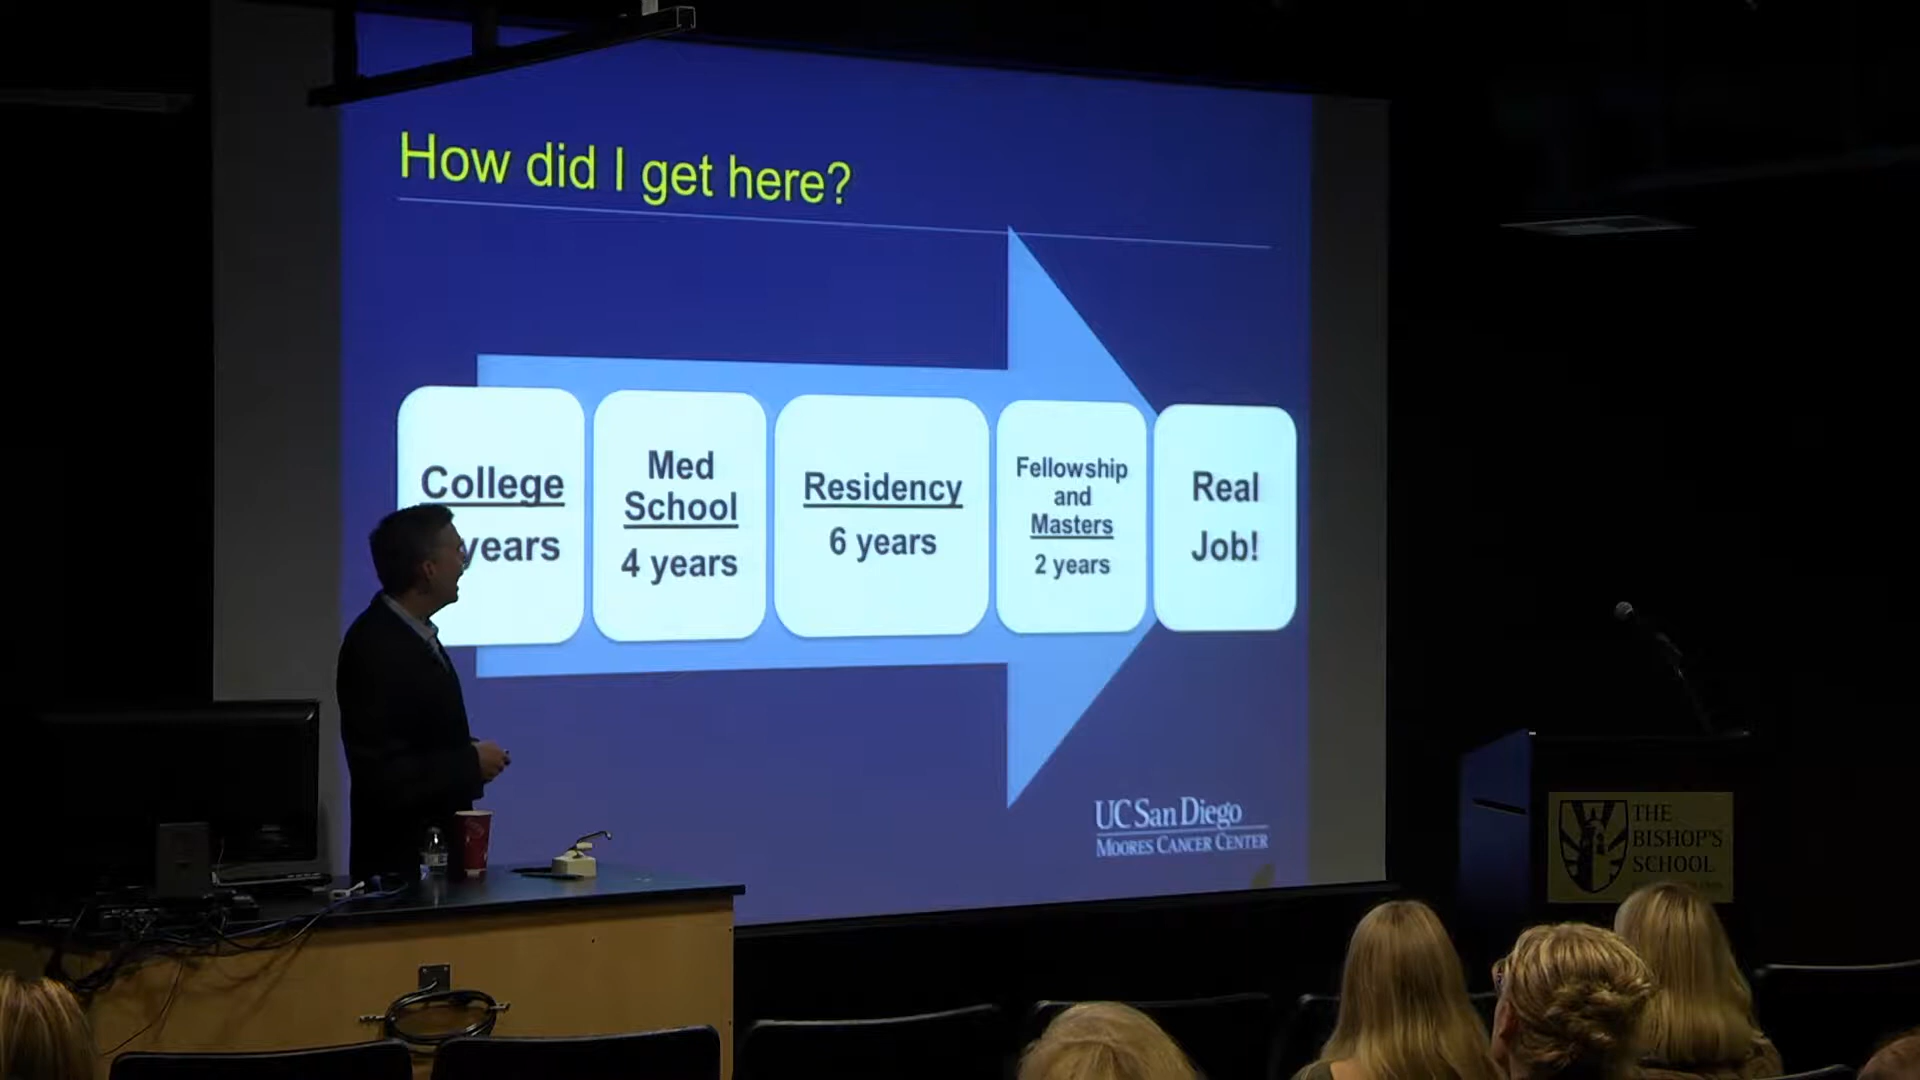 How did I get here?
College
years
Med
School
4 years
Residency
6 years
Fellowship
and
Masters
2 years
Real
Job!
UC San Diego
MOORES CANCER CENTER
THE
BISHOP'S
SCHOOL